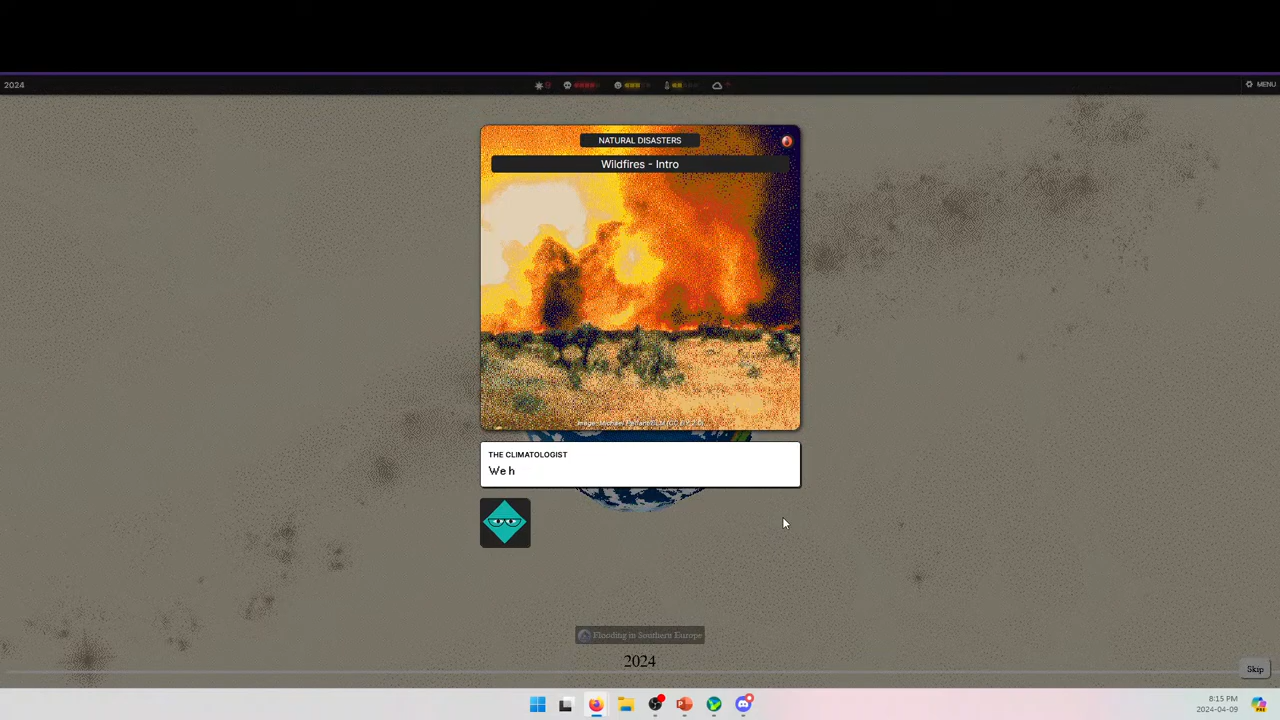 2024
MENU
NATURAL DISASTERS
Wildfires - Intro
THE CLIMATOLOGIST
We h
Flooding in Southern Europe
2024
Skip
8:15 PM
2024-04-09